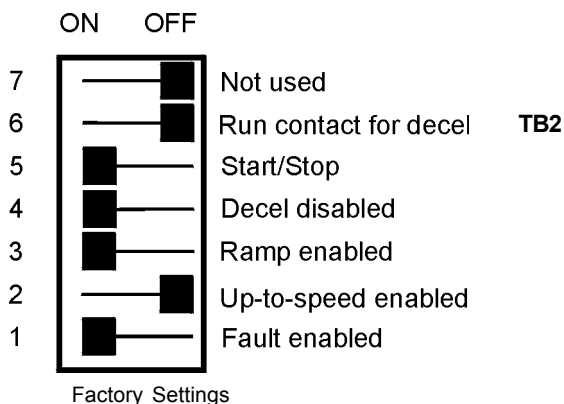 ON OFF
7 Not used
6 Run contact for decel TB2
5 Start/Stop
4 Decel disabled
3 Ramp enabled
2 Up-to-speed enabled
1 Fault enabled
Factory Settings